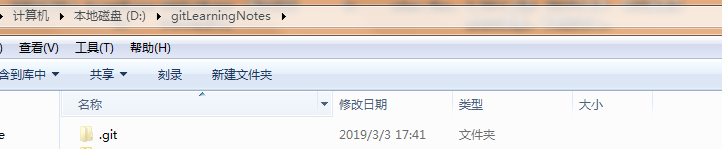 计算机 本地磁盘 (D:) gitLearningNotes
查看(V) 工具(T) 帮助(H)
含到库中 共享 刻录 新建文件夹
名称 修改日期 类型 大小
.git 2019/3/3 17:41 文件夹